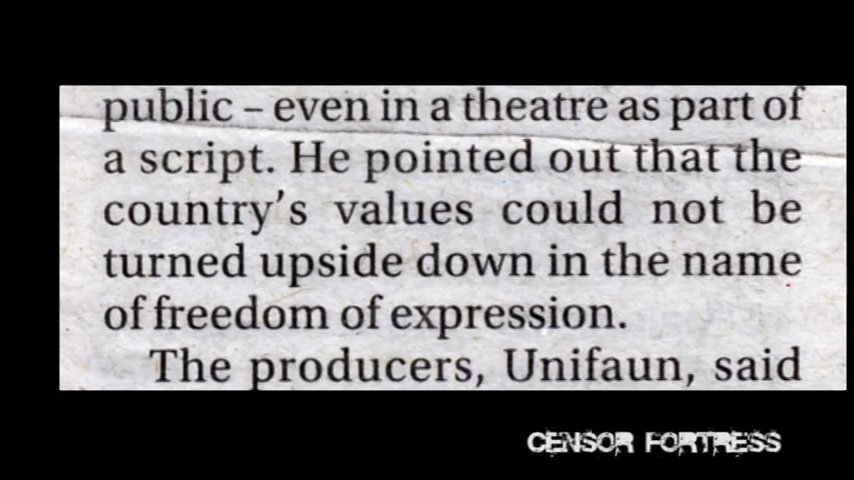 public – even in a theatre as part of
a script. He pointed out that the
country's values could not be
turned upside down in the name
of freedom of expression.
The producers, Unifaun, said
CENSOR FORTRESS